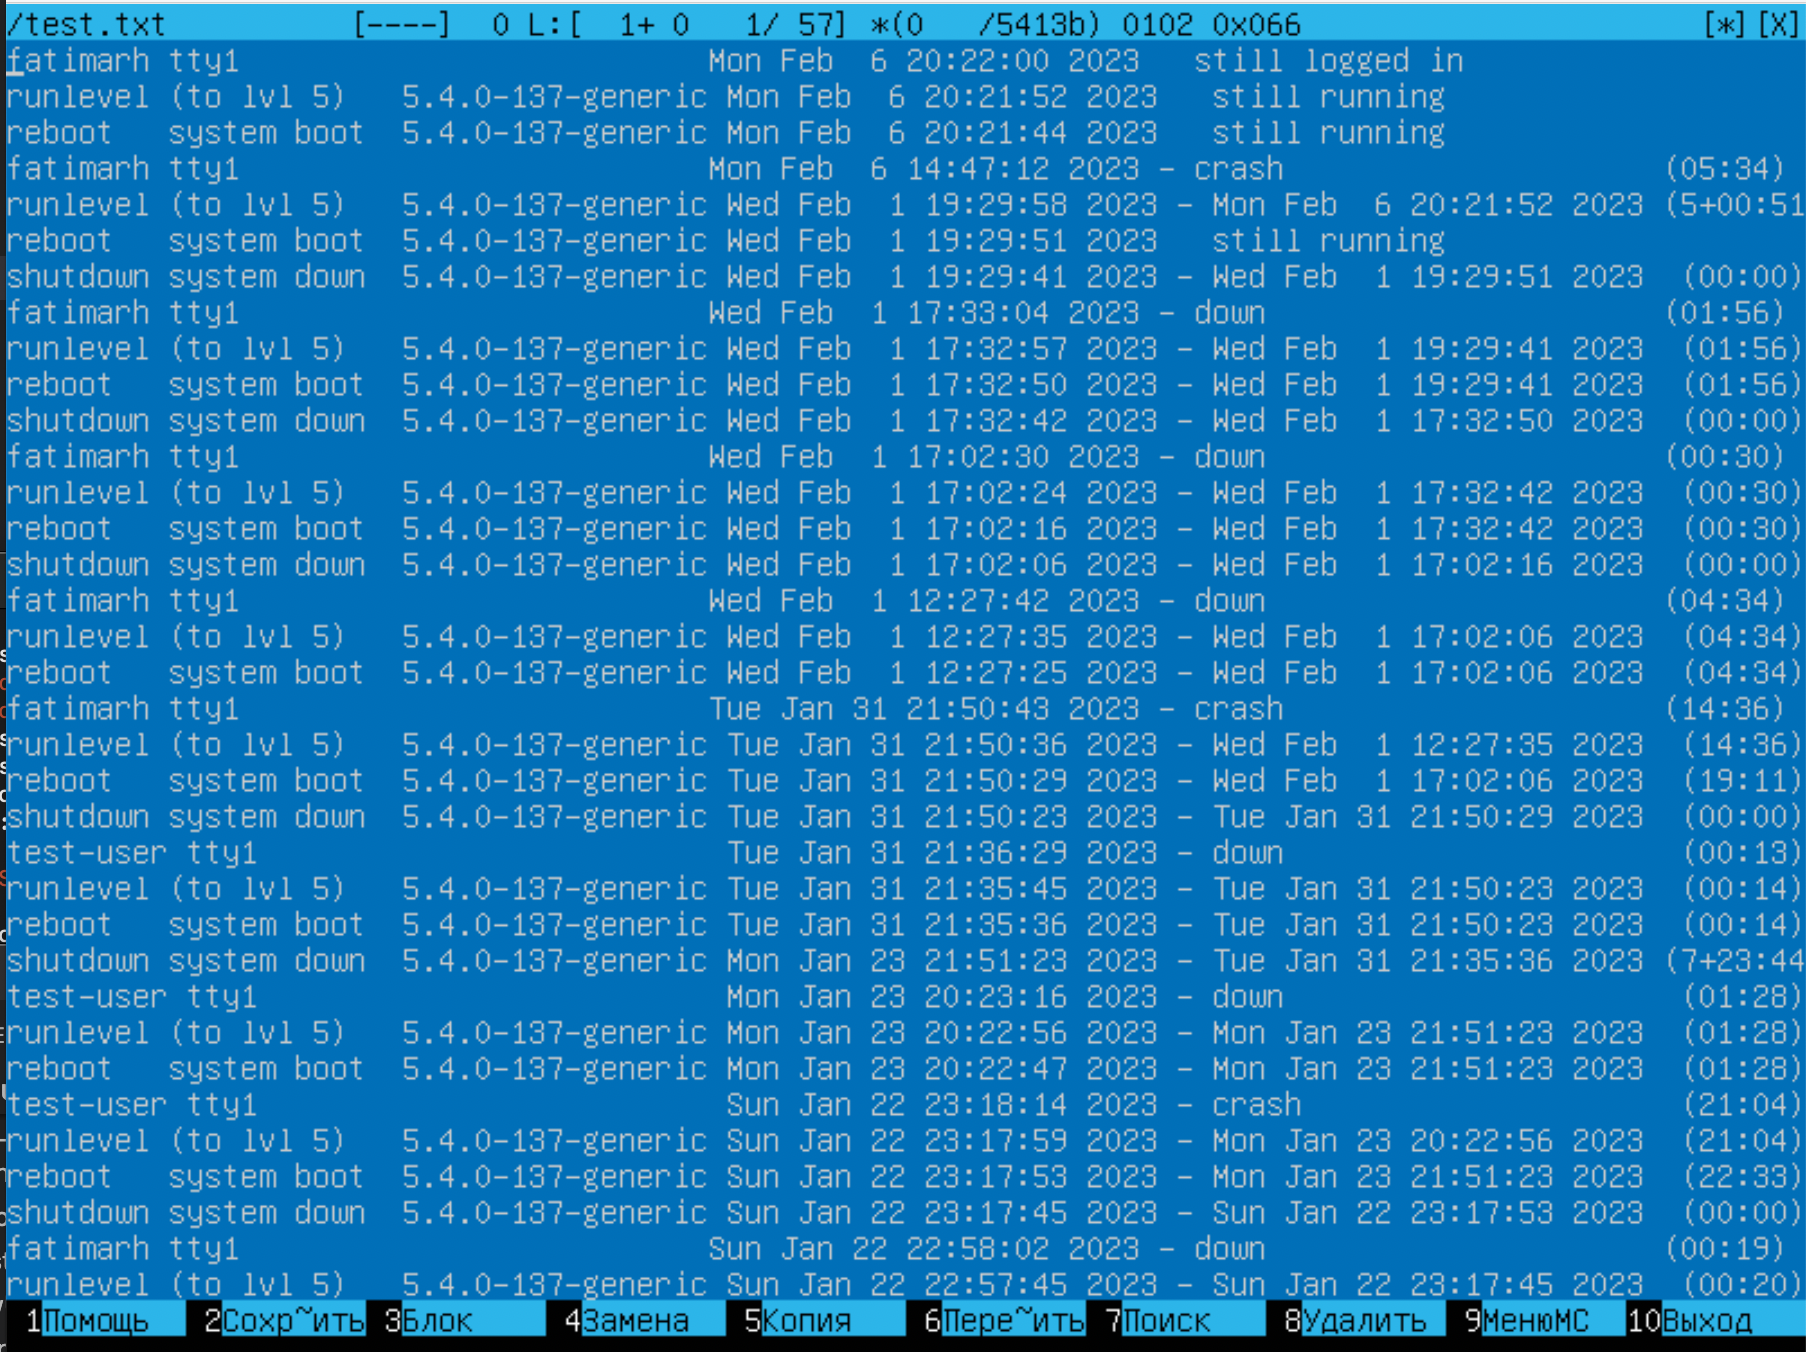 /test.txt [----] 0 L:[ 1+ 0 1/ 57] *(0 /5413b) 0102 0x066 [*][X]
fatimarh tty1 Mon Feb 6 20:22:00 2023 still logged in
runlevel (to lvl 5) 5.4.0-137-generic Mon Feb 6 20:21:52 2023 still running
reboot system boot 5.4.0-137-generic Mon Feb 6 20:21:44 2023 still running
fatimarh tty1 Mon Feb 6 14:47:12 2023 - crash (05:34)
runlevel (to lvl 5) 5.4.0-137-generic Wed Feb 1 19:29:58 2023 - Mon Feb 6 20:21:52 2023 (5+00:51
reboot system boot 5.4.0-137-generic Wed Feb 1 19:29:51 2023 still running
shutdown system down 5.4.0-137-generic Wed Feb 1 19:29:41 2023 - Wed Feb 1 19:29:51 2023 (00:00)
fatimarh tty1 Wed Feb 1 17:33:04 2023 - down (01:56)
runlevel (to lvl 5) 5.4.0-137-generic Wed Feb 1 17:32:57 2023 - Wed Feb 1 19:29:41 2023 (01:56)
reboot system boot 5.4.0-137-generic Wed Feb 1 17:32:50 2023 - Wed Feb 1 19:29:41 2023 (01:56)
shutdown system down 5.4.0-137-generic Wed Feb 1 17:32:42 2023 - Wed Feb 1 17:32:50 2023 (00:00)
fatimarh tty1 Wed Feb 1 17:02:30 2023 - down (00:30)
runlevel (to lvl 5) 5.4.0-137-generic Wed Feb 1 17:02:24 2023 - Wed Feb 1 17:32:42 2023 (00:30)
reboot system boot 5.4.0-137-generic Wed Feb 1 17:02:16 2023 - Wed Feb 1 17:32:42 2023 (00:30)
shutdown system down 5.4.0-137-generic Wed Feb 1 17:02:06 2023 - Wed Feb 1 17:02:16 2023 (00:00)
fatimarh tty1 Wed Feb 1 12:27:42 2023 - down (04:34)
runlevel (to lvl 5) 5.4.0-137-generic Wed Feb 1 12:27:35 2023 - Wed Feb 1 17:02:06 2023 (04:34)
reboot system boot 5.4.0-137-generic Wed Feb 1 12:27:25 2023 - Wed Feb 1 17:02:06 2023 (04:34)
fatimarh tty1 Tue Jan 31 21:50:43 2023 - crash (14:36)
runlevel (to lvl 5) 5.4.0-137-generic Tue Jan 31 21:50:36 2023 - Wed Feb 1 12:27:35 2023 (14:36)
reboot system boot 5.4.0-137-generic Tue Jan 31 21:50:29 2023 - Wed Feb 1 17:02:06 2023 (19:11)
shutdown system down 5.4.0-137-generic Tue Jan 31 21:50:23 2023 - Tue Jan 31 21:50:29 2023 (00:00)
test-user tty1 Tue Jan 31 21:36:29 2023 - down (00:13)
runlevel (to lvl 5) 5.4.0-137-generic Tue Jan 31 21:35:45 2023 - Tue Jan 31 21:50:23 2023 (00:14)
reboot system boot 5.4.0-137-generic Tue Jan 31 21:35:36 2023 - Tue Jan 31 21:50:23 2023 (00:14)
shutdown system down 5.4.0-137-generic Mon Jan 23 21:51:23 2023 - Tue Jan 31 21:35:36 2023 (7+23:44
test-user tty1 Mon Jan 23 20:23:16 2023 - down (01:28)
runlevel (to lvl 5) 5.4.0-137-generic Mon Jan 23 20:22:56 2023 - Mon Jan 23 21:51:23 2023 (01:28)
reboot system boot 5.4.0-137-generic Mon Jan 23 20:22:47 2023 - Mon Jan 23 21:51:23 2023 (01:28)
test-user tty1 Sun Jan 22 23:18:14 2023 - crash (21:04)
runlevel (to lvl 5) 5.4.0-137-generic Sun Jan 22 23:17:59 2023 - Mon Jan 23 20:22:56 2023 (21:04)
reboot system boot 5.4.0-137-generic Sun Jan 22 23:17:53 2023 - Mon Jan 23 21:51:23 2023 (22:33)
shutdown system down 5.4.0-137-generic Sun Jan 22 23:17:45 2023 - Sun Jan 22 23:17:53 2023 (00:00)
fatimarh tty1 Sun Jan 22 22:58:02 2023 - down (00:19)
runlevel (to lvl 5) 5.4.0-137-generic Sun Jan 22 22:57:45 2023 - Sun Jan 22 23:17:45 2023 (00:20)
1Помощь 2Сохр~ить 3Блок 4Замена 5Копия 6Пере~ить 7Поиск 8Удалить 9МенюMC 10Выход